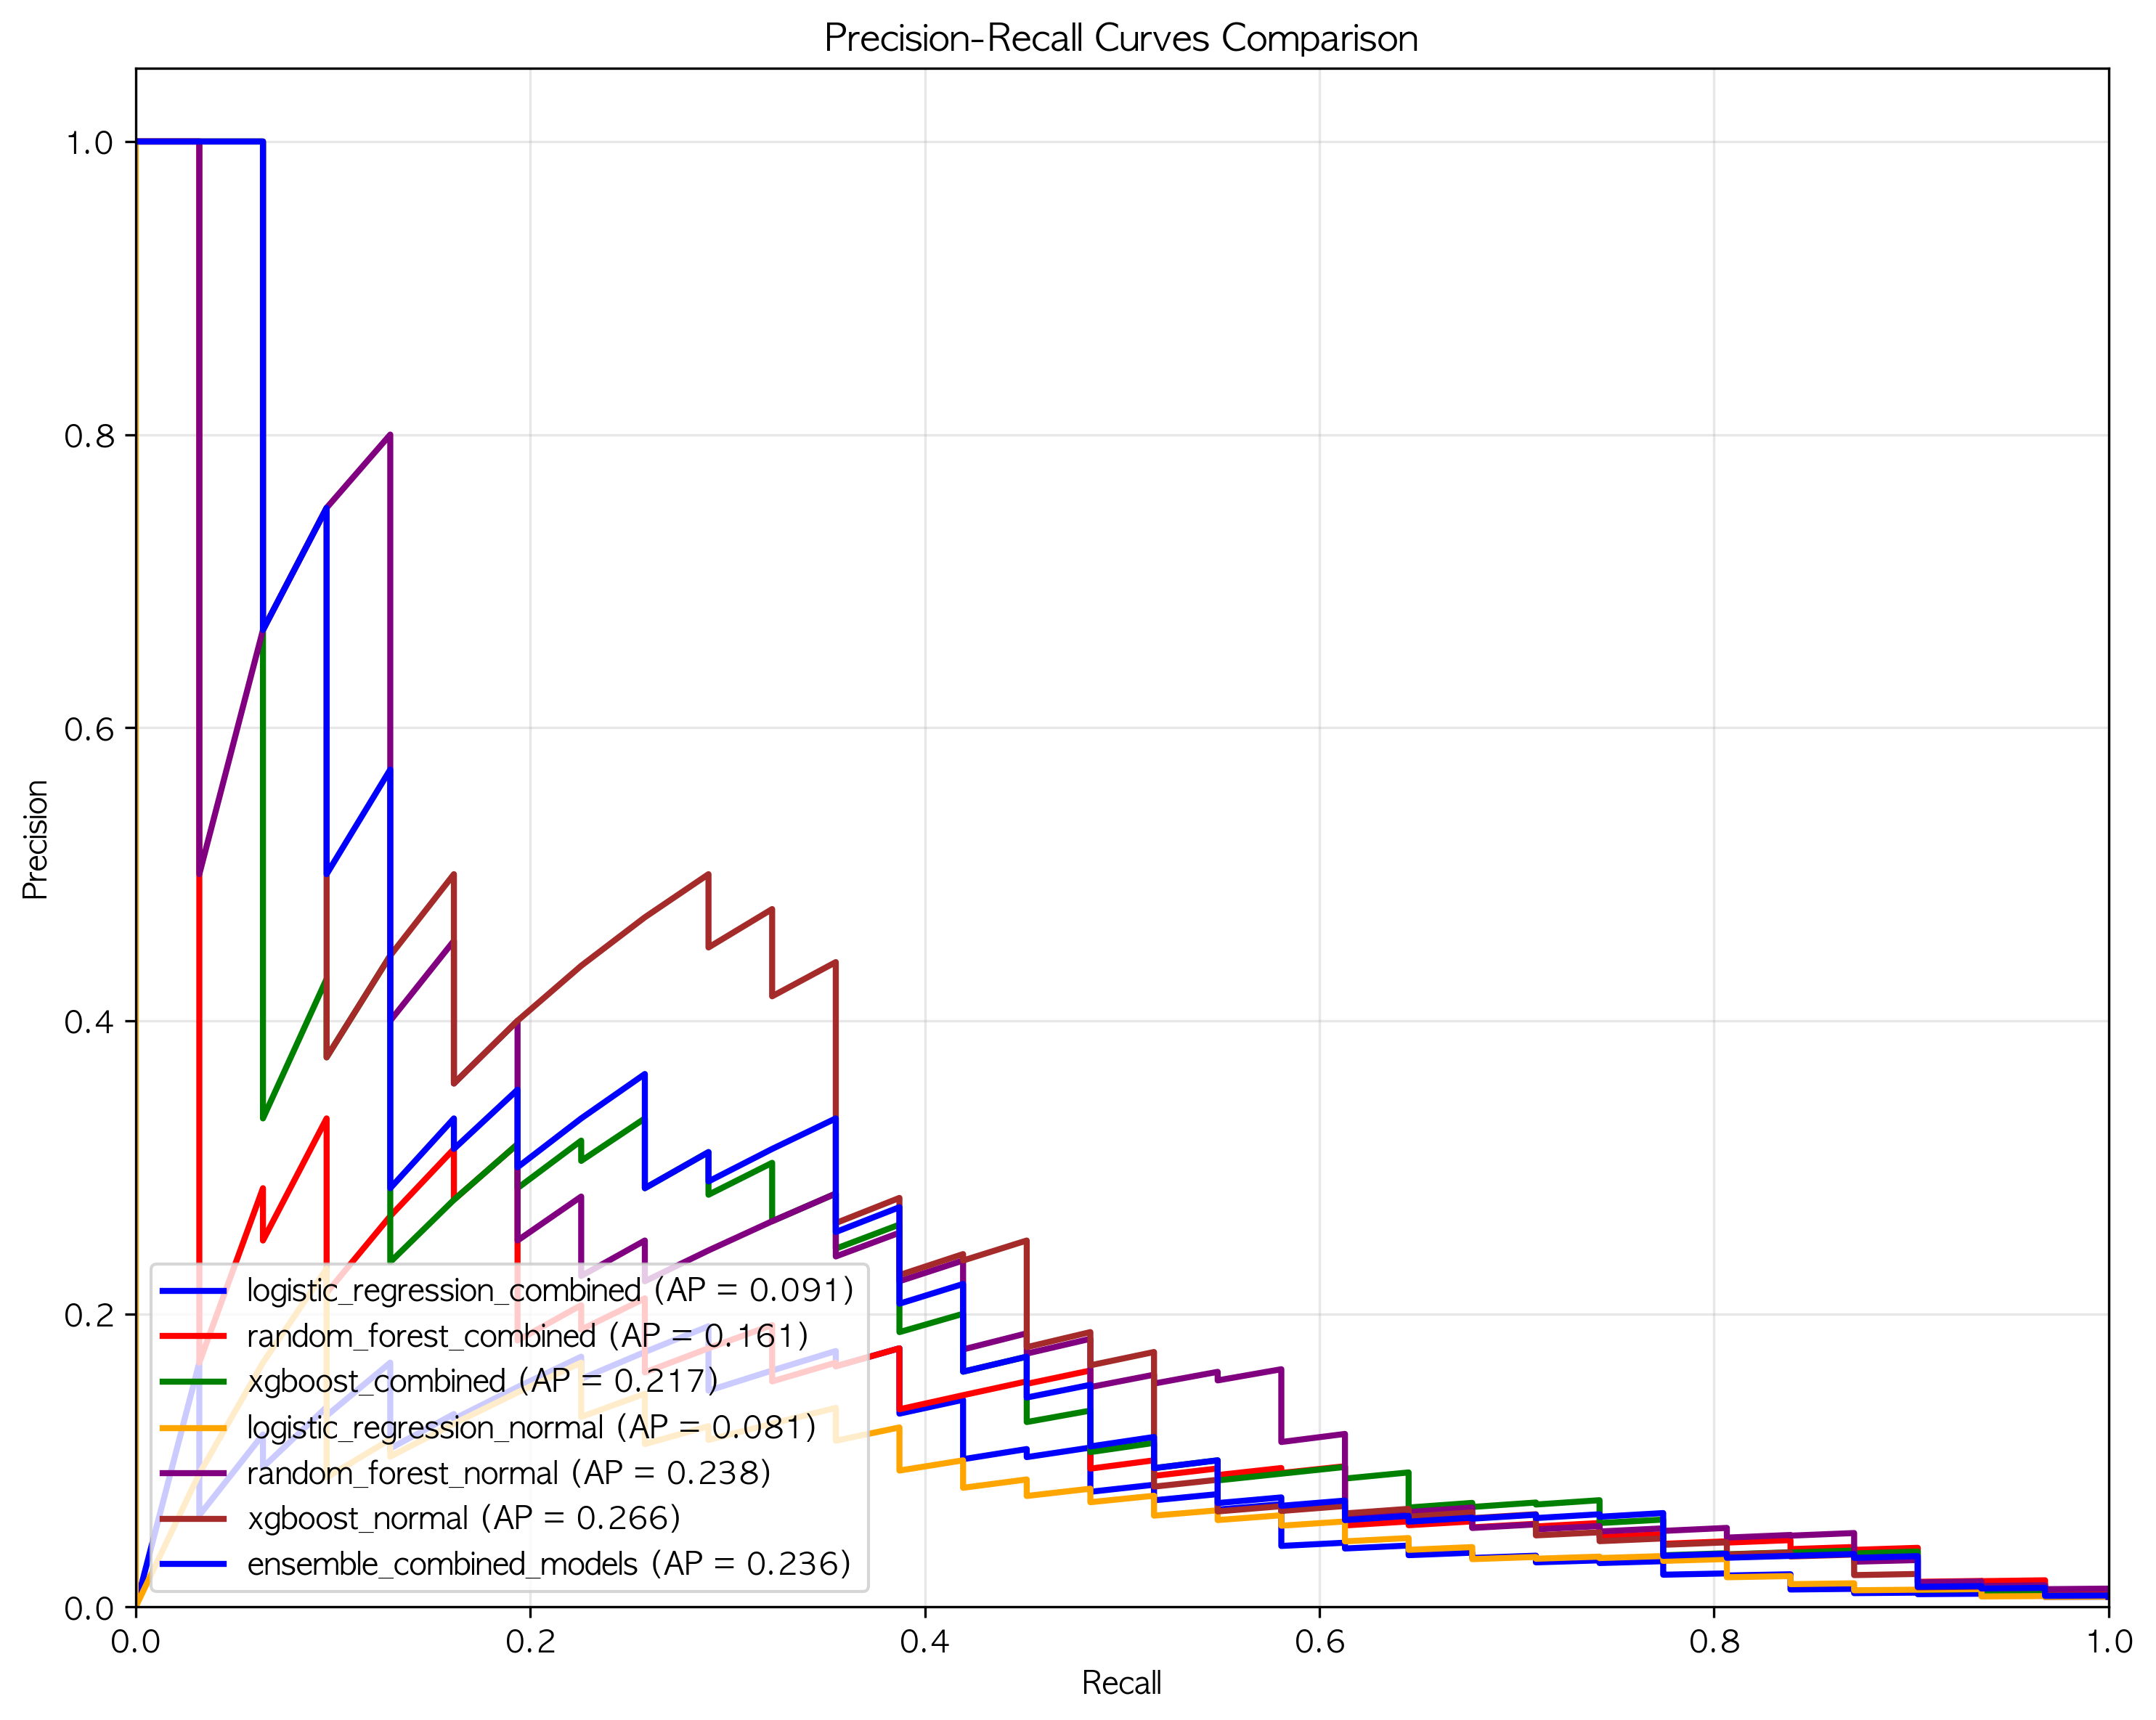 Precision-Recall Curves Comparison
1.0
0.8
0.6
0.4
0.2
0.0
Precision
logistic_regression_combined (AP = 0.091)
random_forest_combined (AP = 0.161)
xgboost_combined (AP = 0.217)
logistic_regression_normal (AP = 0.081)
random_forest_normal (AP = 0.238)
xgboost_normal (AP = 0.266)
ensemble_combined_models (AP = 0.236)
0.0 0.2 0.4 0.6 0.8 1.0
Recall